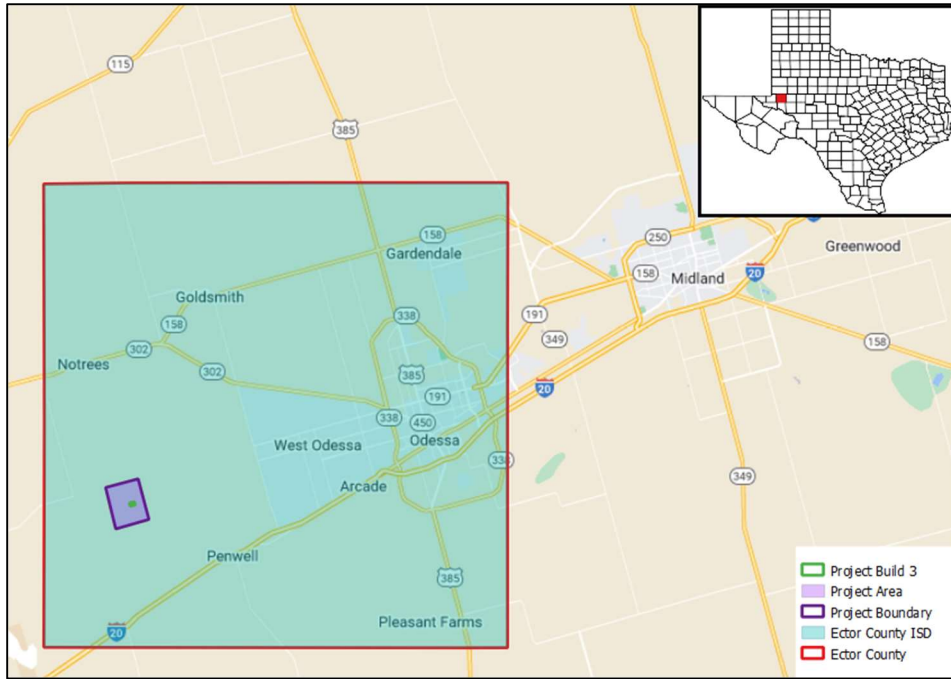 115
385
158
250
Gardendale
Greenwood
158
Midland
20
Goldsmith
191
338
158
349
302
158
Notrees
302
385
20
191
338
450
West Odessa
Odessa
338
Arcade
349
Penwell
385
Project Build 3
Project Area
Pleasant Farms
Project Boundary
20
Ector County ISD
Ector County